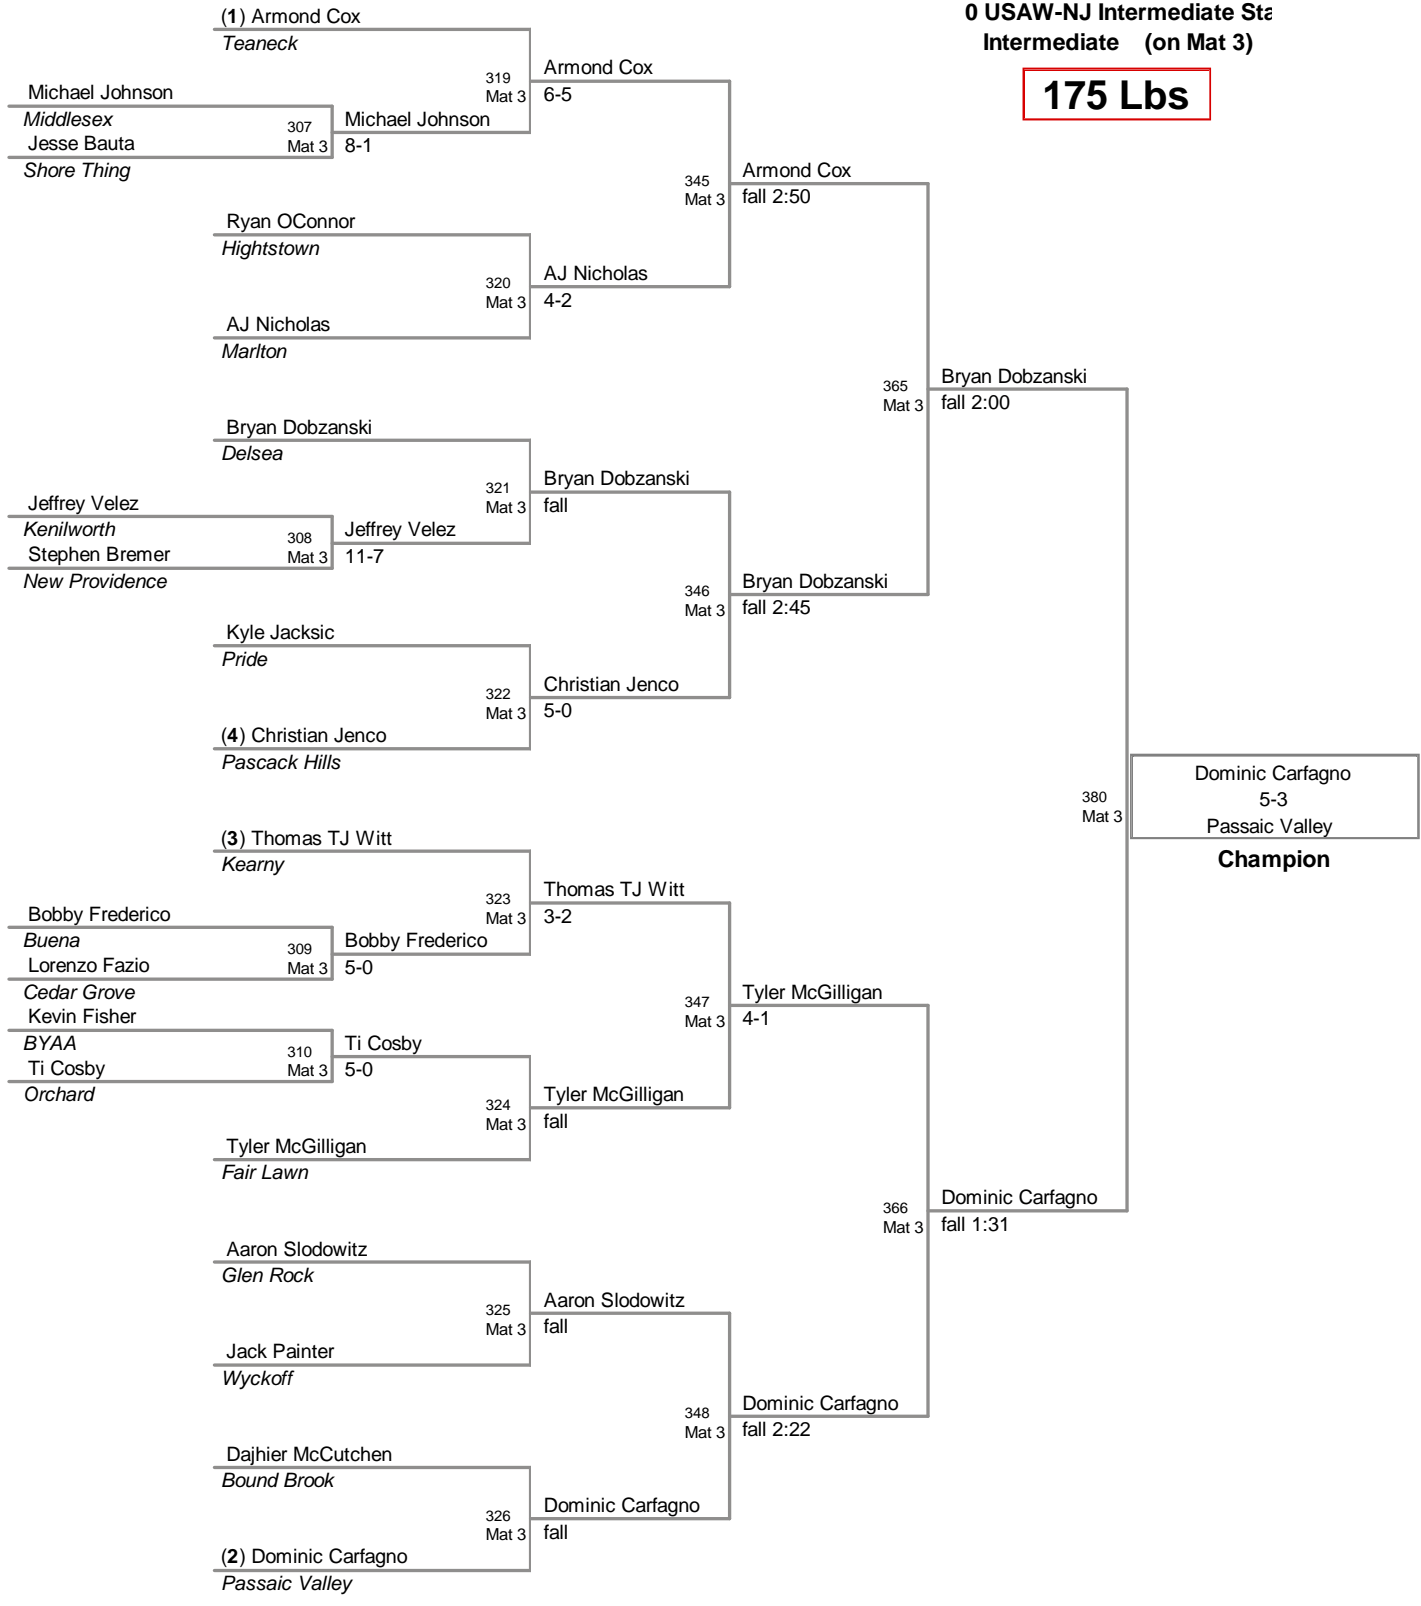 0 USAW-NJ Intermediate Sta
Intermediate (on Mat 3)
175 Lbs
(1) Armond Cox
Teaneck
319
Mat 3
Armond Cox
6-5
Michael Johnson
Middlesex
307
Mat 3
Michael Johnson
8-1
Jesse Bauta
Shore Thing
345
Mat 3
Armond Cox
fall 2:50
Ryan OConnor
Hightstown
320
Mat 3
AJ Nicholas
4-2
AJ Nicholas
Marlton
365
Mat 3
Bryan Dobzanski
fall 2:00
Bryan Dobzanski
Delsea
321
Mat 3
Bryan Dobzanski
fall
Jeffrey Velez
Kenilworth
308
Mat 3
Jeffrey Velez
11-7
Stephen Bremer
New Providence
346
Mat 3
Bryan Dobzanski
fall 2:45
Kyle Jacksic
Pride
322
Mat 3
Christian Jenco
5-0
(4) Christian Jenco
Pascack Hills
380
Mat 3
Dominic Carfagno
5-3
Passaic Valley
Champion
(3) Thomas TJ Witt
Kearny
323
Mat 3
Thomas TJ Witt
3-2
Bobby Frederico
Buena
309
Mat 3
Bobby Frederico
5-0
Lorenzo Fazio
Cedar Grove
347
Mat 3
Tyler McGilligan
4-1
Kevin Fisher
BYAA
310
Mat 3
Ti Cosby
5-0
Ti Cosby
Orchard
324
Mat 3
Tyler McGilligan
fall
Tyler McGilligan
Fair Lawn
366
Mat 3
Dominic Carfagno
fall 1:31
Aaron Slodowitz
Glen Rock
325
Mat 3
Aaron Slodowitz
fall
Jack Painter
Wyckoff
348
Mat 3
Dominic Carfagno
fall 2:22
Dajhier McCutchen
Bound Brook
326
Mat 3
Dominic Carfagno
fall
(2) Dominic Carfagno
Passaic Valley